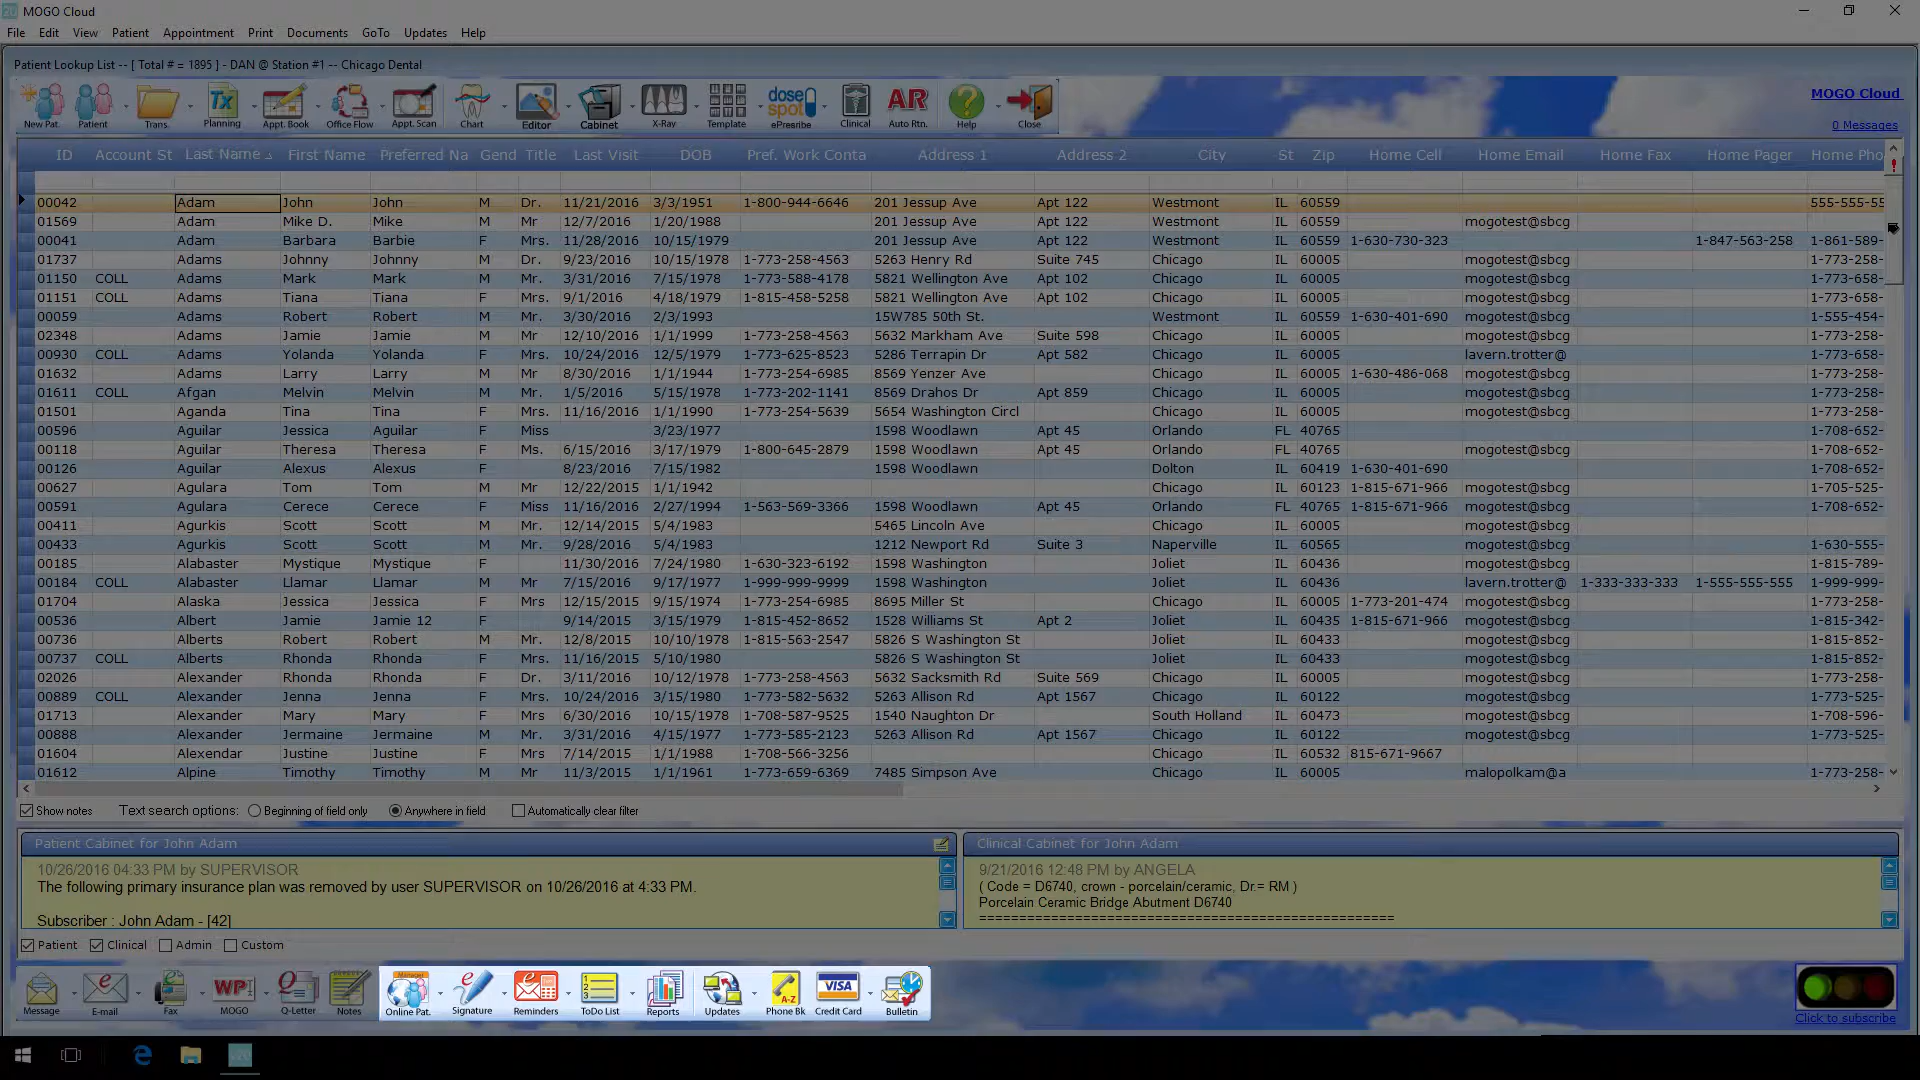 MOGO Cloud
File Edit View Patient Appointment Print Documents GoTo Updates Help
Patient Lookup List -- [ Total # = 1895 ] - DAN @ Station #1 -- Chicago Dental
New Pat. Patient Trans. Planning Appt. Book Office Flow Appt. Scan Chart Editor Cabinet X-Ray Template ePresribe Clinical Auto Rtn. Help Close
MOGO Cloud
0 Messages
ID Account St Last Name First Name Preferred Na Gend Title Last Visit DOB Pref. Work Conta Address 1 Address 2 City St Zip Home Cell Home Email Home Fax Home Pager Home Pho
00042 Adam John John M Dr. 11/21/2016 3/3/1951 1-800-944-6646 201 Jessup Ave Apt 122 Westmont IL 60559 555-555-55
01569 Adam Mike D. Mike M Mr 12/7/2016 1/20/1988 201 Jessup Ave Apt 122 Westmont IL 60559 mogotest@sbcg
00041 Adam Barbara Barbie F Mrs. 11/28/2016 10/15/1979 201 Jessup Ave Apt 122 Westmont IL 60559 1-630-730-323 1-847-563-258 1-861-589-
01737 Adams Johnny Johnny M Dr. 9/23/2016 10/15/1978 1-773-258-4563 5263 Henry Rd Suite 745 Chicago IL 60005 mogotest@sbcg 1-773-258-
01150 COLL Adams Mark Mark M Mr. 3/31/2016 7/15/1978 1-773-588-4178 5821 Wellington Ave Apt 102 Chicago IL 60005 mogotest@sbcg 1-773-658-
01151 COLL Adams Tiana Tiana F Mrs. 9/1/2016 4/18/1979 1-815-458-5258 5821 Wellington Ave Apt 102 Chicago IL 60005 mogotest@sbcg 1-773-658-
00059 Adams Robert Robert M Mr. 3/30/2016 2/3/1993 15W785 50th St. Westmont IL 60559 1-630-401-690 mogotest@sbcg 1-555-454-
02348 Adams Jamie Jamie M Mr 12/10/2016 1/1/1999 1-773-258-4563 5632 Markham Ave Suite 598 Chicago IL 60005 mogotest@sbcg 1-773-258-
00930 COLL Adams Yolanda Yolanda F Mrs. 10/24/2016 12/5/1979 1-773-625-8523 5286 Terrapin Dr Apt 582 Chicago IL 60005 lavern.trotter@ 1-773-658-
01632 Adams Larry Larry M Mr 8/30/2016 1/1/1944 1-773-254-6985 8569 Yenzer Ave Chicago IL 60005 1-630-486-068 mogotest@sbcg 1-773-258-
01611 COLL Afgan Melvin Melvin M Mr. 1/5/2016 5/15/1978 1-773-202-1141 8569 Drahos Dr Apt 859 Chicago IL 60005 mogotest@sbcg 1-773-258-
01501 Aganda Tina Tina F Mrs. 11/16/2016 1/1/1990 1-773-254-5639 5654 Washington Circl Chicago IL 60005 mogotest@sbcg 1-773-258-
00596 Aguilar Jessica Aguilar F Miss 3/23/1977 1598 Woodlawn Apt 45 Orlando FL 40765 1-708-652-
00118 Aguilar Theresa Theresa F Ms. 6/15/2016 3/17/1979 1-800-645-2879 1598 Woodlawn Apt 45 Orlando FL 40765 mogotest@sbcg 1-708-652-
00126 Aguilar Alexus Alexus F 8/23/2016 7/15/1982 1598 Woodlawn Dolton IL 60419 1-630-401-690 1-708-652-
00627 Agulara Tom Tom M Mr 12/22/2015 1/1/1942 Chicago IL 60123 1-815-671-966 mogotest@sbcg 1-705-525-
00591 Agulara Cerece Cerece F Miss 11/16/2016 2/27/1994 1-563-569-3366 1598 Woodlawn Apt 45 Orlando FL 40765 1-815-671-966 mogotest@sbcg 1-708-652-
00411 Agurkis Scott Scott M Mr. 12/14/2015 5/4/1983 5465 Lincoln Ave Chicago IL 60005 mogotest@sbcg
00433 Agurkis Scott Scott M Mr. 9/28/2016 5/4/1983 1212 Newport Rd Suite 3 Naperville IL 60565 mogotest@sbcg 1-630-555-
00185 Alabaster Mystique Mystique F 11/30/2016 7/24/1980 1-630-323-6192 1598 Washington Joliet IL 60436 mogotest@sbcg 1-815-789-
00184 COLL Alabaster Llamar Llamar M Mr 7/15/2016 9/17/1977 1-999-999-9999 1598 Washington Joliet IL 60436 lavern.trotter@ 1-333-333-333 1-555-555-555 1-999-999-
01704 Alaska Jessica Jessica F Mrs 12/15/2015 9/15/1974 1-773-254-6985 8695 Miller St Chicago IL 60005 1-773-201-474 mogotest@sbcg 1-773-258-
00536 Albert Jamie Jamie 12 F 9/14/2015 3/15/1979 1-815-452-8652 1528 Williams St Apt 2 Joliet IL 60435 1-815-671-966 mogotest@sbcg 1-815-342-
00736 Alberts Robert Robert M Mr. 12/8/2015 10/10/1978 1-815-563-2547 5826 S Washington St Joliet IL 60433 mogotest@sbcg 1-815-852-
00737 COLL Alberts Rhonda Rhonda F Mrs. 11/16/2015 5/10/1980 5826 S Washington St Joliet IL 60433 mogotest@sbcg 1-815-852-
02026 Alexander Rhonda Rhonda F Dr. 3/11/2016 10/12/1978 1-773-258-4563 5632 Sacksmith Rd Suite 569 Chicago IL 60005 mogotest@sbcg 1-773-258-
00889 COLL Alexander Jenna Jenna F Mrs. 10/24/2016 3/15/1980 1-773-582-5632 5263 Allison Rd Apt 1567 Chicago IL 60122 mogotest@sbcg 1-773-525-
01713 Alexander Mary Mary F Mrs 6/30/2016 10/15/1978 1-708-587-9525 1540 Naughton Dr South Holland IL 60473 mogotest@sbcg 1-708-596-
00888 Alexander Jermaine Jermaine M Mr. 3/31/2016 4/15/1977 1-773-585-2123 5263 Allison Rd Apt 1567 Chicago IL 60122 mogotest@sbcg 1-773-525-
01604 Alexendar Justine Justine F Mrs 7/14/2015 1/1/1988 1-708-566-3256 Chicago IL 60532 815-671-9667
01612 Alpine Timothy Timothy M Mr 11/3/2015 1/1/1961 1-773-659-6369 7485 Simpson Ave Chicago IL 60005 malopolkam@a 1-773-258-
Show notes Text search options: Beginning of field only Anywhere in field Automatically clear filter
Patient Cabinet for John Adam
10/26/2016 04:33 PM by SUPERVISOR
The following primary insurance plan was removed by user SUPERVISOR on 10/26/2016 at 4:33 PM.
Subscriber : John Adam - [42]
Clinical Cabinet for John Adam
9/21/2016 12:48 PM by ANGELA
( Code = D6740, crown - porcelain/ceramic, Dr.= RM )
Porcelain Ceramic Bridge Abutment D6740
=====================================================
Patient Clinical Admin Custom
Message E-mail Fax MOGO Q-Letter Notes Online Pat. Signature Reminders ToDo List Reports Updates Phone Bk Credit Card Bulletin
Click to subscribe